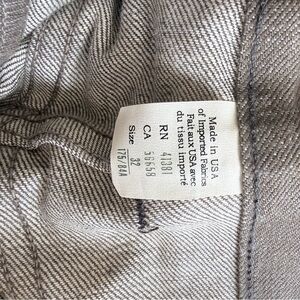 Made in USA
of Imported Fabrics
Fait aux USA avec
du tissu importé
RN 41381
CA 56658
Size 32
175/84A